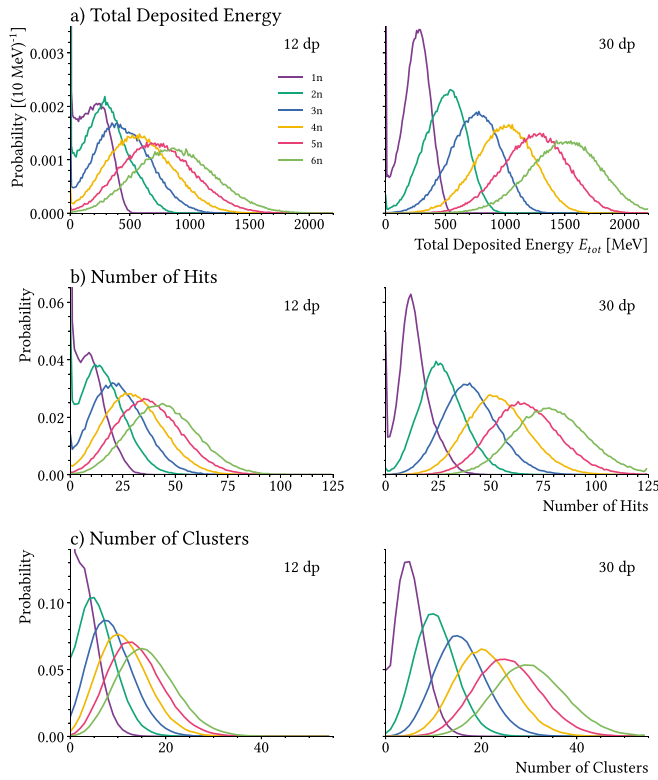 a) Total Deposited Energy
12 dp
30 dp
Probability [(10 MeV)-1]
0.003
0.002
0.001
0.000
1n
2n
3n
4n
5n
6n
0 500 1000 1500 2000
0 500 1000 1500 2000
Total Deposited Energy Etot [MeV]
b) Number of Hits
12 dp
30 dp
Probability
0.06
0.04
0.02
0.00
0 25 50 75 100 125
0 25 50 75 100 125
Number of Hits
c) Number of Clusters
12 dp
30 dp
Probability
0.10
0.05
0.00
0 20 40
0 20 40
Number of Clusters